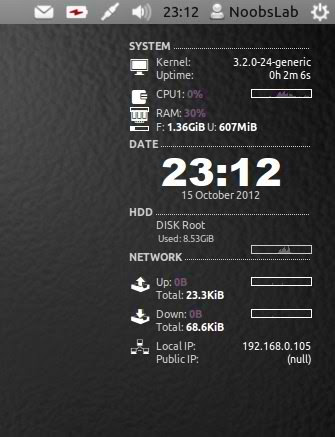 23:12 NoobsLab
SYSTEM
Kernel: 3.2.0-24-generic
Uptime: 0h 2m 6s
CPU1: 0%
RAM: 30%
F: 1.36GiB U: 607MiB
DATE
23:12
15 October 2012
HDD
DISK Root
Used: 8.53GiB
NETWORK
Up: 0B
Total: 23.3KiB
Down: 0B
Total: 68.6KiB
Local IP: 192.168.0.105
Public IP: (null)